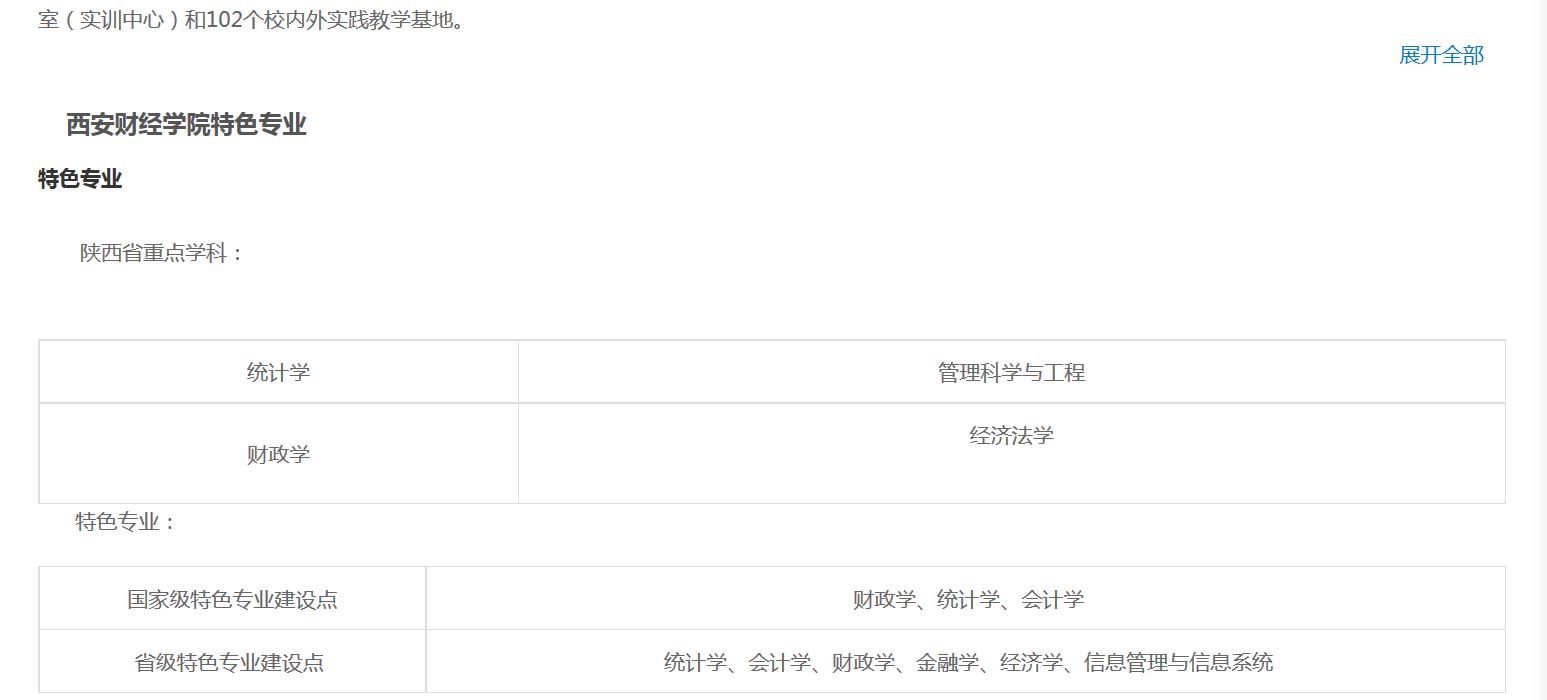 室（实训中心）和102个校内外实践教学基地。
展开全部
西安财经学院特色专业
特色专业
陕西省重点学科：
统计学 管理科学与工程
财政学 经济法学
特色专业：
国家级特色专业建设点 财政学、统计学、会计学
省级特色专业建设点 统计学、会计学、财政学、金融学、经济学、信息管理与信息系统